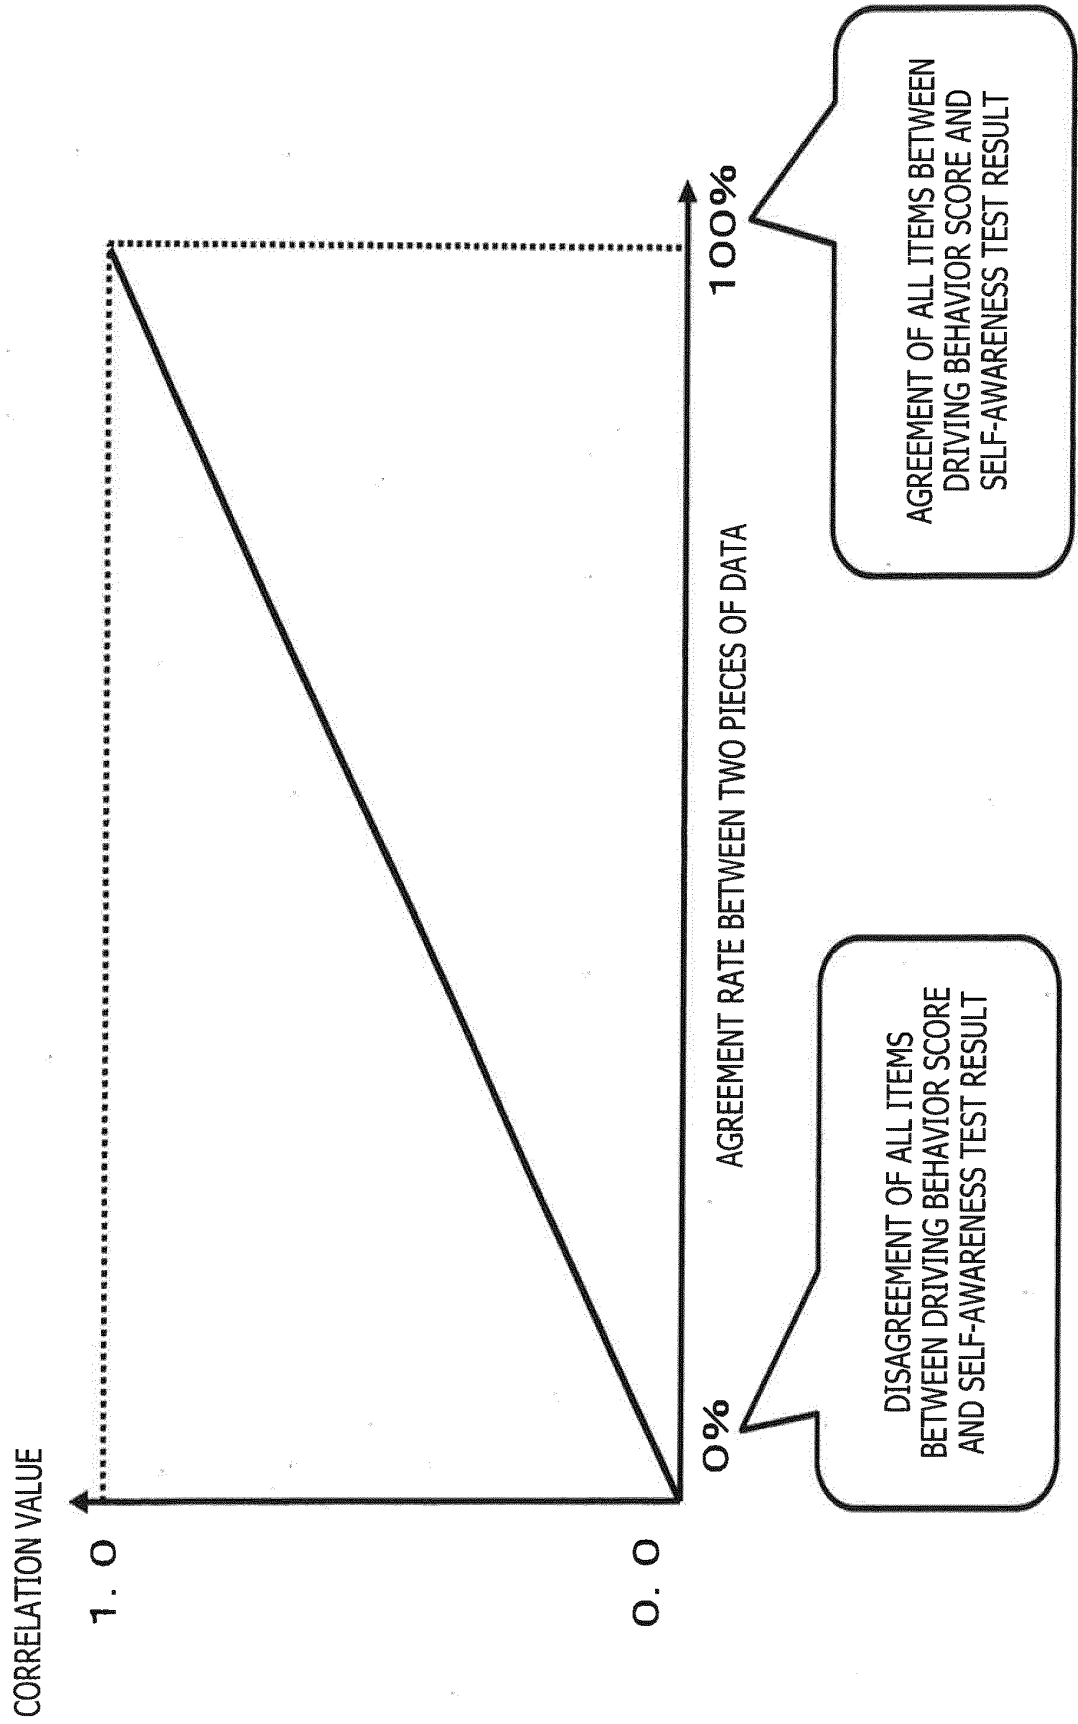 CORRELATION VALUE
1. 0
0. 0
0%
100%
AGREEMENT RATE BETWEEN TWO PIECES OF DATA
DISAGREEMENT OF ALL ITEMS
BETWEEN DRIVING BEHAVIOR SCORE
AND SELF-AWARENESS TEST RESULT
AGREEMENT OF ALL ITEMS BETWEEN
DRIVING BEHAVIOR SCORE AND
SELF-AWARENESS TEST RESULT